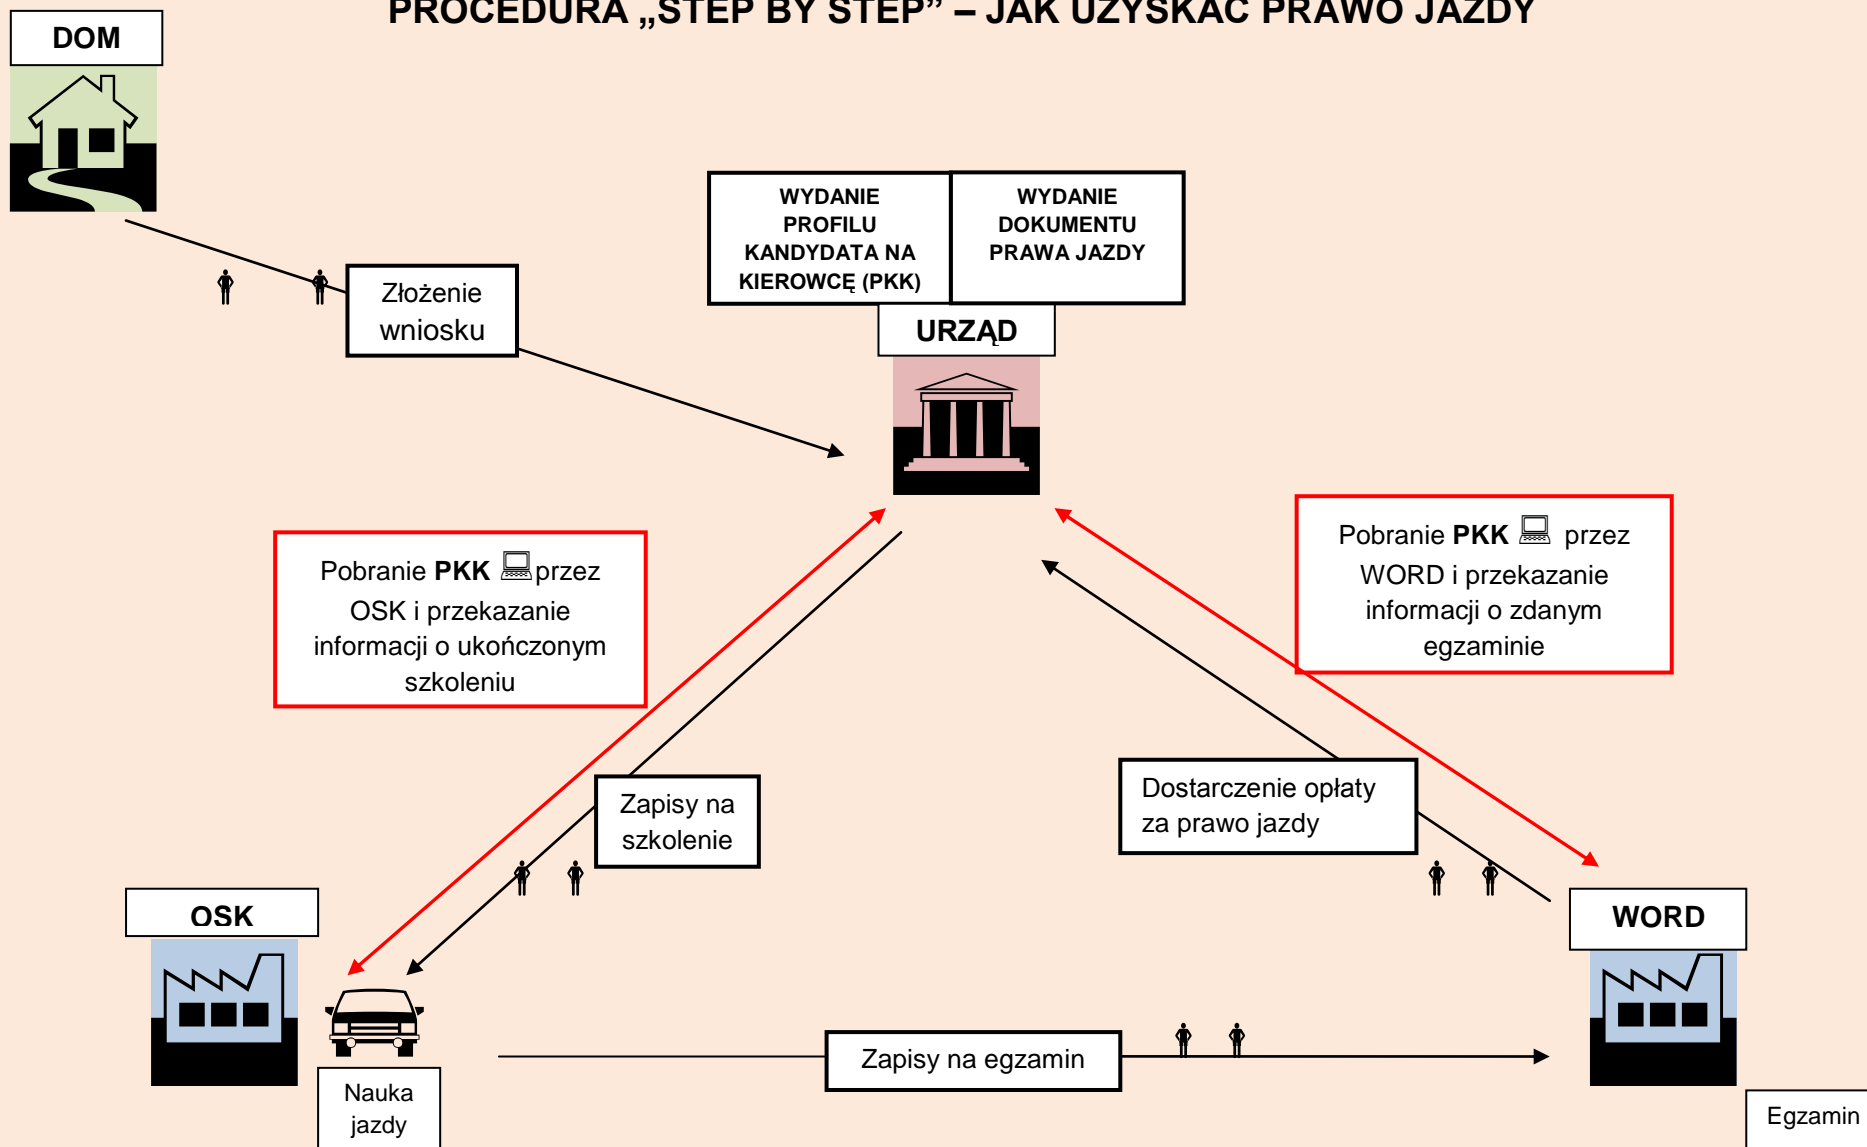 PROCEDURA „STEP BY STEP” – JAK UZYSKAĆ PRAWO JAZDY
DOM
WYDANIE
PROFILU
KANDYDATA NA
KIEROWCĘ (PKK)
WYDANIE
DOKUMENTU
PRAWA JAZDY
Złożenie
wniosku
URZĄD
Pobranie PKK przez
OSK i przekazanie
informacji o ukończonym
szkoleniu
Pobranie PKK przez
WORD i przekazanie
informacji o zdanym
egzaminie
Zapisy na
szkolenie
Dostarczenie opłaty
za prawo jazdy
OSK
WORD
Zapisy na egzamin
Nauka
jazdy
Egzamin